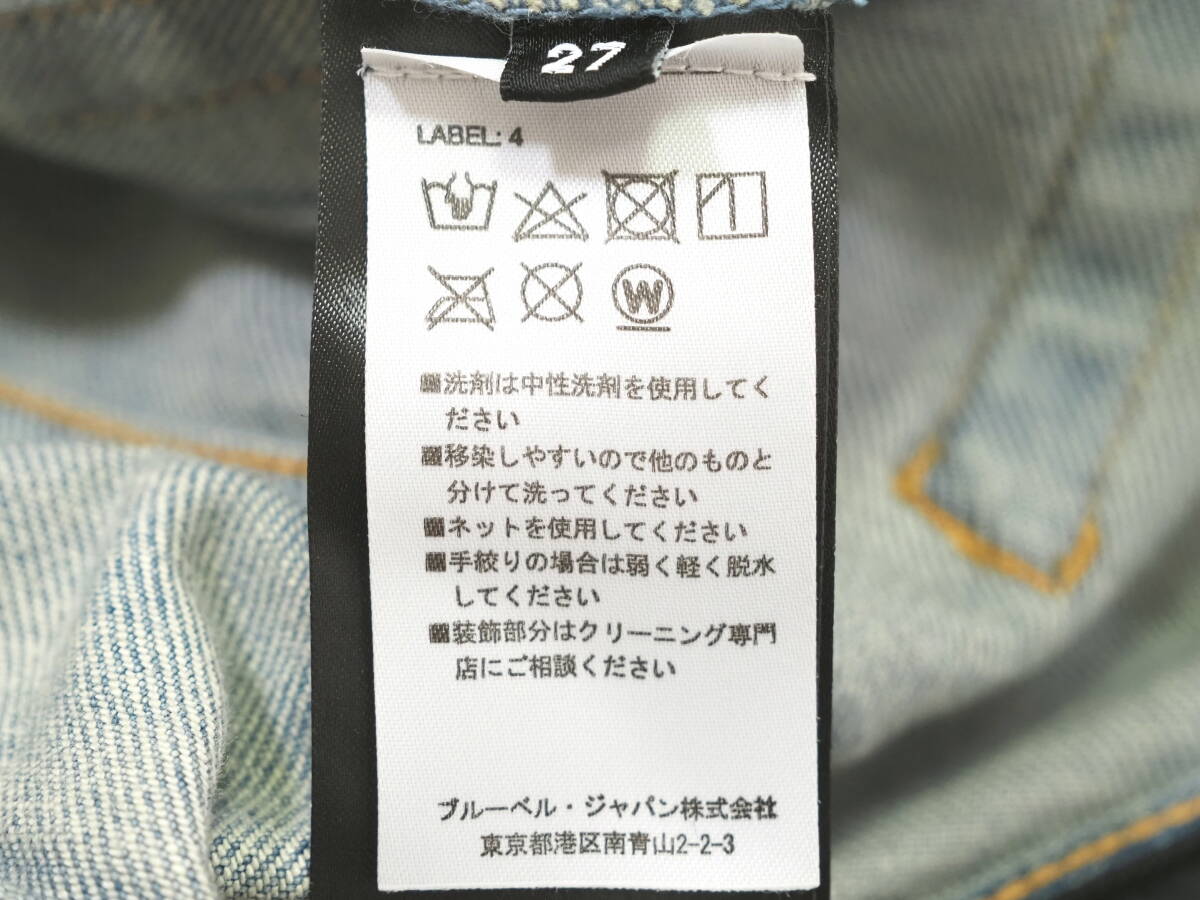 27
LABEL: 4
W
■洗剤は中性洗剤を使用してく
ださい
■移染しやすいので他のものと
分けて洗ってください
■ネットを使用してください
■手絞りの場合は弱く軽く脱水
してください
■装飾部分はクリーニング専門
店にご相談ください
ブルーベル・ジャパン株式会社
東京都港区南青山2-2-3